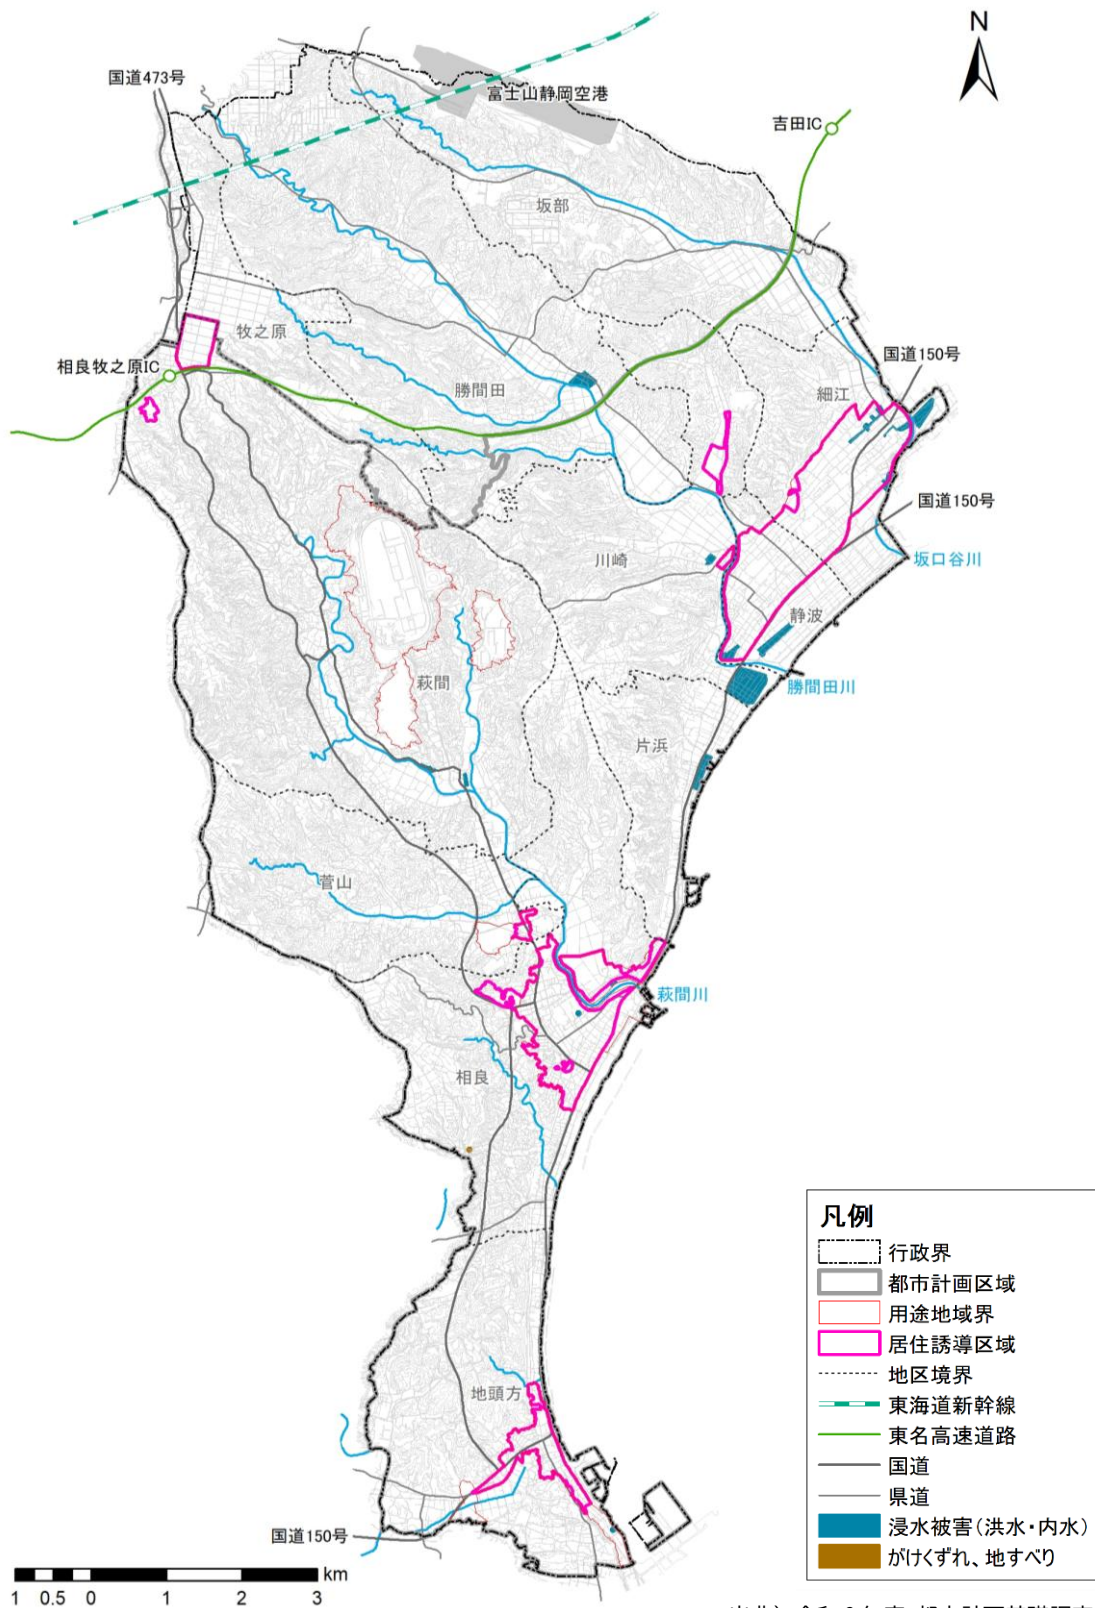 N
国道473号
富士山静岡空港
吉田IC
坂部
牧之原
国道150号
相良牧之原IC
勝間田
細江
国道150号
川崎
坂口谷川
静波
萩間
勝間田川
片浜
菅山
萩間川
相良
地頭方
国道150号
凡例
行政界
都市計画区域
用途地域界
居住誘導区域
地区境界
東海道新幹線
東名高速道路
国道
県道
浸水被害(洪水・内水)
がけくずれ、地すべり
km
1 0.5 0 1 2 3